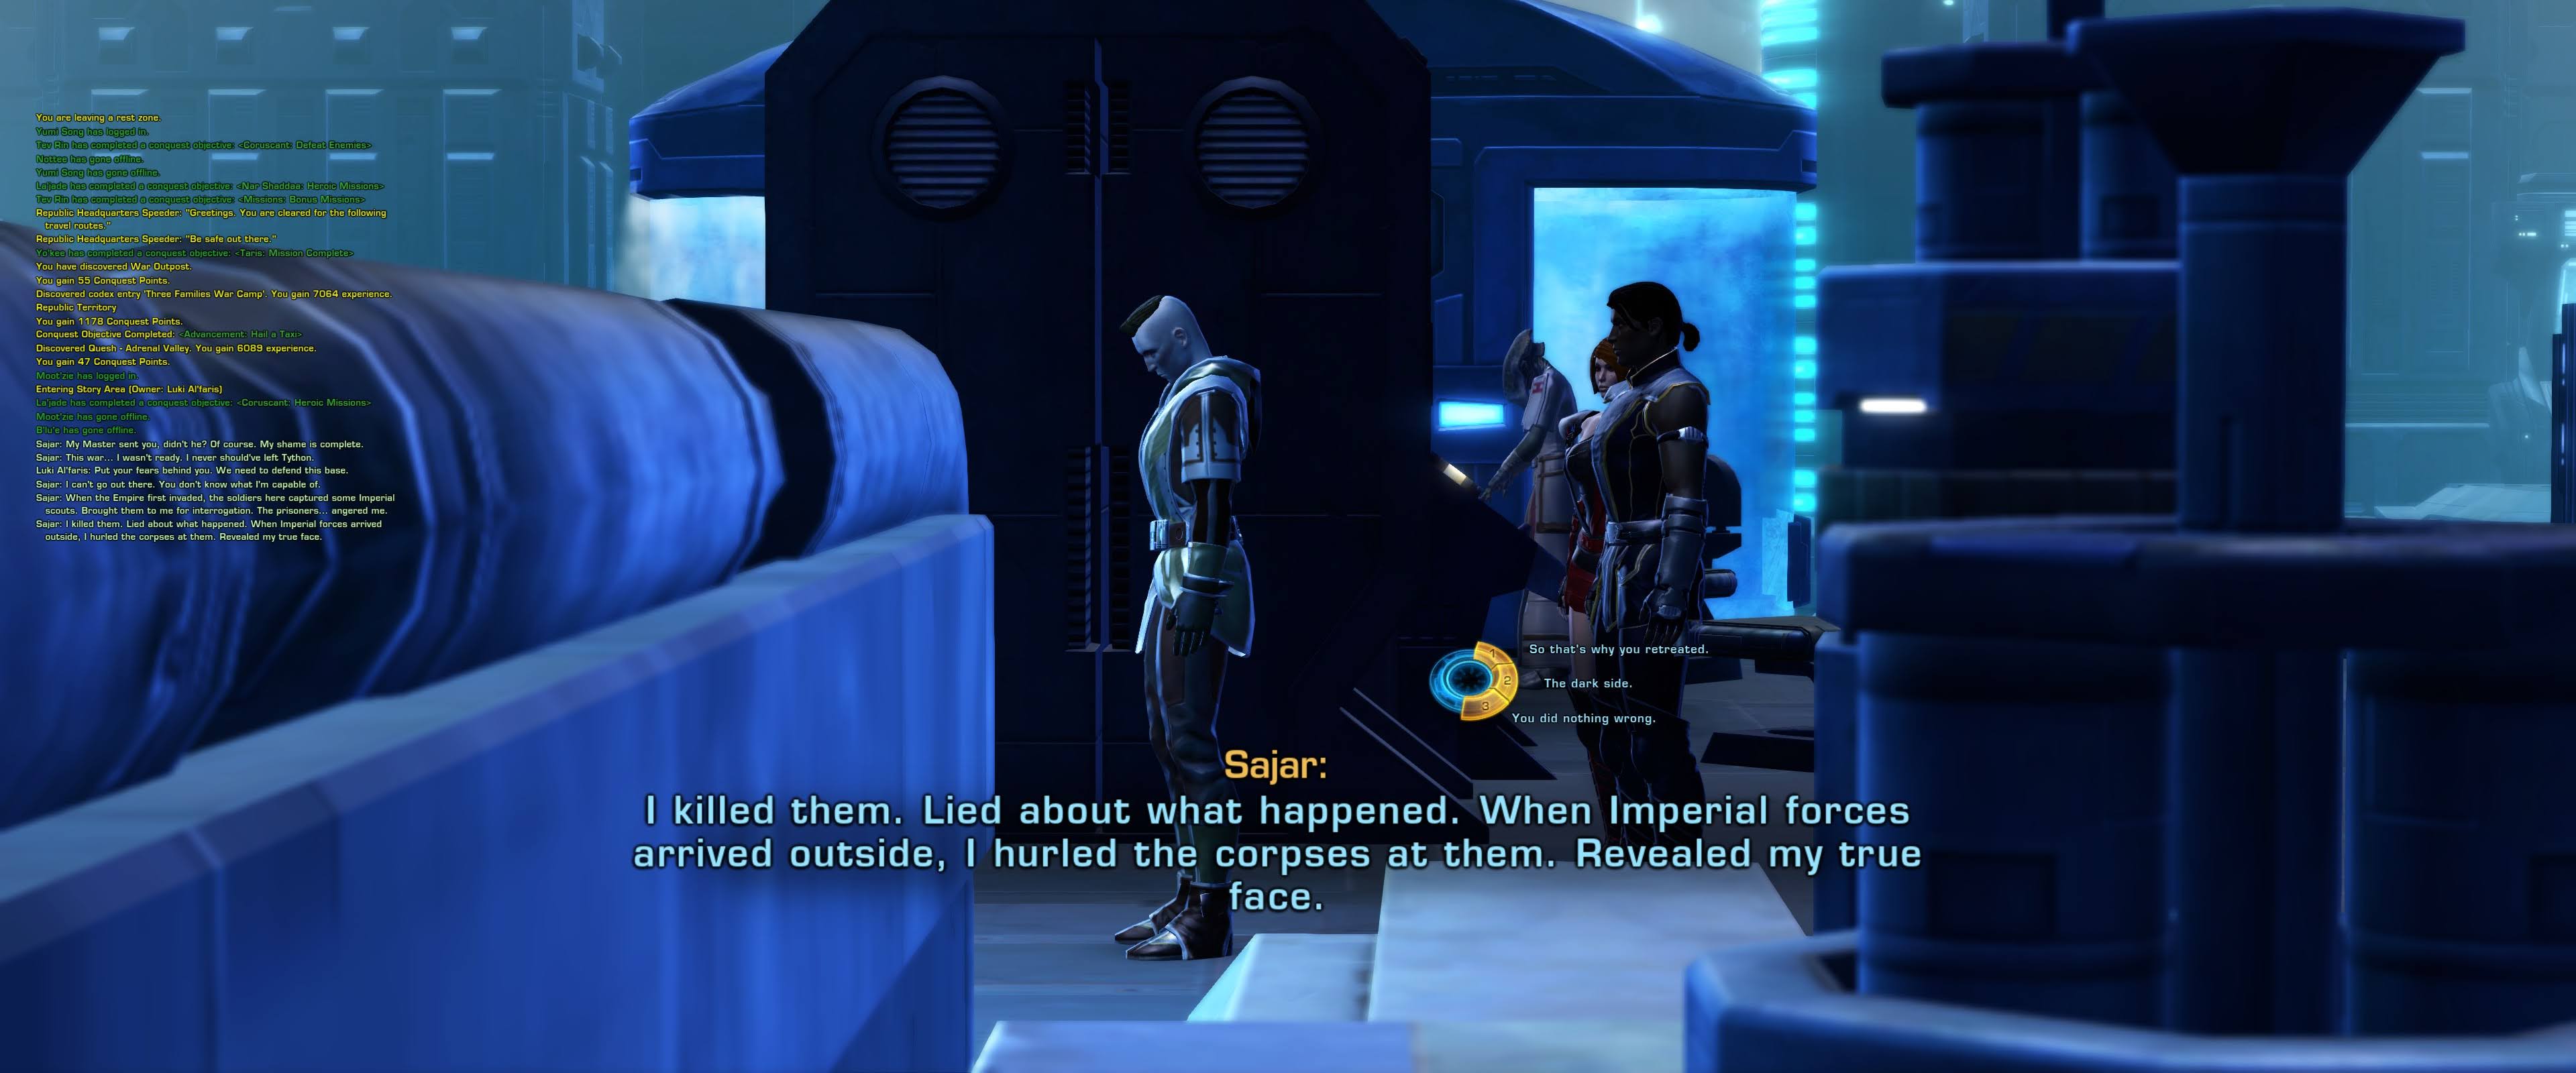 You are leaving a rest zone.
Yumi Song has logged in.
Tev Rin has completed a conquest objective: <Coruscant: Defeat Enemies>
Nottee has gone offline.
Yumi Song has gone offline.
La'jade has completed a conquest objective: <Nar Shaddaa: Heroic Missions>
Tev Rin has completed a conquest objective: <Missions: Bonus Missions>
Republic Headquarters Speeder: "Greetings. You are cleared for the following
travel routes."
Republic Headquarters Speeder: "Be safe out there."
Yo'kee has completed a conquest objective: <Taris: Mission Complete>
You have discovered War Outpost.
You gain 55 Conquest Points.
Discovered codex entry 'Three Families War Camp'. You gain 7064 experience.
Republic Territory
You gain 1178 Conquest Points.
Conquest Objective Completed: <Advancement: Hail a Taxi>
Discovered Quesh - Adrenal Valley. You gain 6089 experience.
You gain 47 Conquest Points.
Moot'zie has logged in.
Entering Story Area (Owner: Luki Al'faris)
La'jade has completed a conquest objective: <Coruscant: Heroic Missions>
Moot'zie has gone offline.
B'lu'e has gone offline.
Sajar: My Master sent you, didn't he? Of course. My shame is complete.
Sajar: This war... I wasn't ready. I never should've left Tython.
Luki Al'faris: Put your fears behind you. We need to defend this base.
Sajar: I can't go out there. You don't know what I'm capable of.
Sajar: When the Empire first invaded, the soldiers here captured some Imperial
scouts. Brought them to me for interrogation. The prisoners... angered me.
Sajar: I killed them. Lied about what happened. When Imperial forces arrived
outside, I hurled the corpses at them. Revealed my true face.
1 So that's why you retreated.
2 The dark side.
3 You did nothing wrong.
Sajar:
I killed them. Lied about what happened. When Imperial forces
arrived outside, I hurled the corpses at them. Revealed my true
face.